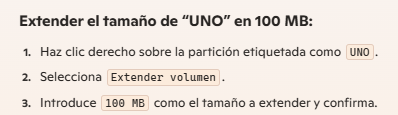 Extender el tamaño de “UNO” en 100 MB:
1. Haz clic derecho sobre la partición etiquetada como UNO.
2. Selecciona Extender volumen.
3. Introduce 100 MB como el tamaño a extender y confirma.